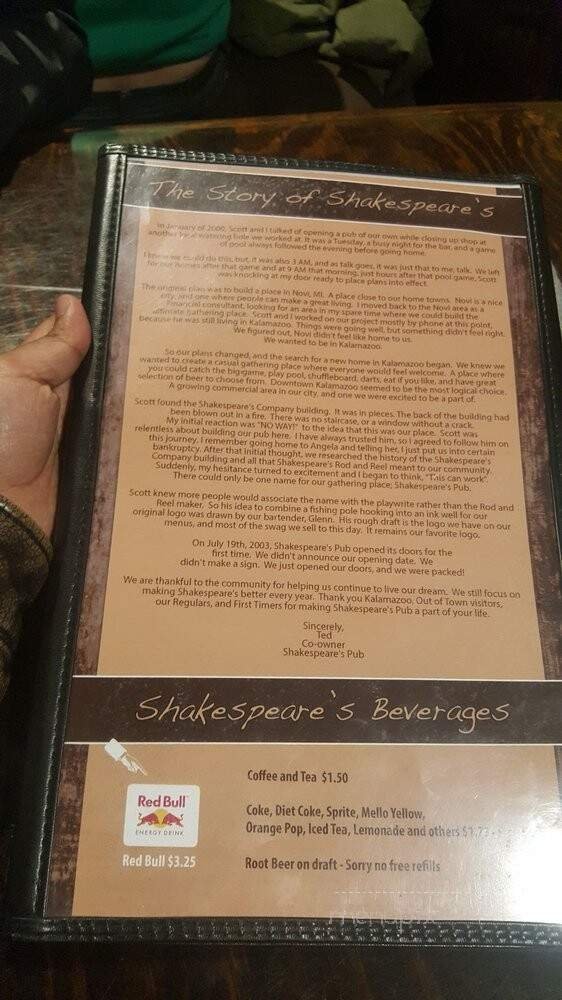 The Story of Shakespeare's
In January of 2000, Scott and I talked of opening a pub of our own while closing up shop at
another local watering hole we worked at. It was a Tuesday, a busy night for the bar, and a game
of pool always followed the evening before going home.
I knew we could do this, but, it was also 3 AM, and as talk goes, it was just that to me, talk. We left
for our homes after that game and at 9 AM that morning, just hours after that pool game, Scott
was knocking at my door ready to place plans into effect.
The original plan was to build a place in Novi, MI. A place close to our home towns. Novi is a nice
city, and one where people can make a great living. I moved back to the Novi area as a
Financial consultant, looking for an area in my spare time where we could build the
ultimate gathering place. Scott and I worked on our project mostly by phone at this point,
because he was still living in Kalamazoo. Things were going well, but something didn't feel right.
We figured out, Novi didn't feel like home to us.
We wanted to be in Kalamazoo.
So our plans changed, and the search for a new home in Kalamazoo began. We knew we
wanted to create a casual gathering place where everyone would feel welcome. A place where
you could catch the big game, play pool, shuffleboard, darts, eat if you like, and have great
selection of beer to choose from. Downtown Kalamazoo seemed to be the most logical choice.
A growing commercial area in our city, and one we were excited to be a part of.
Scott found the Shakespeare's Company building. It was in pieces. The back of the building had
been blown out in a fire. There was no staircase, or a window without a crack.
My initial reaction was "NO WAY!" to the idea that this was our place. Scott was
relentless about building our pub here. I have always trusted him, so I agreed to follow him on
this journey. I remember going home to Angela and telling her, I just put us into certain
bankruptcy. After that initial thought, we researched the history of the Shakespeare's
Company building and all that Shakespeare's Rod and Reel meant to our community.
Suddenly, my hesitance turned to excitement and I began to think, "This can work".
There could only be one name for our gathering place; Shakespeare's Pub.
Scott knew more people would associate the name with the playwrite rather than the Rod and
Reel maker. So his idea to combine a fishing pole hooking into an ink well for our
original logo was drawn by our bartender, Glenn. His rough draft is the logo we have on our
menus, and most of the swag we sell to this day. It remains our favorite logo.
On July 19th, 2003, Shakespeare's Pub opened its doors for the
first time. We didn't announce our opening date. We
didn't make a sign. We just opened our doors, and we were packed!
We are thankful to the community for helping us continue to live our dream. We still focus on
making Shakespeare's better every year. Thank you Kalamazoo, Out of Town visitors,
our Regulars, and First Timers for making Shakespeare's Pub a part of your life.
Sincerely,
Ted
Co-owner
Shakespeare's Pub
Shakespeare's Beverages
Coffee and Tea $1.50
Red Bull
ENERGY DRINK
Red Bull $3.25
Coke, Diet Coke, Sprite, Mello Yellow,
Orange Pop, Iced Tea, Lemonade and others
Root Beer on draft - Sorry no free refills
menupix